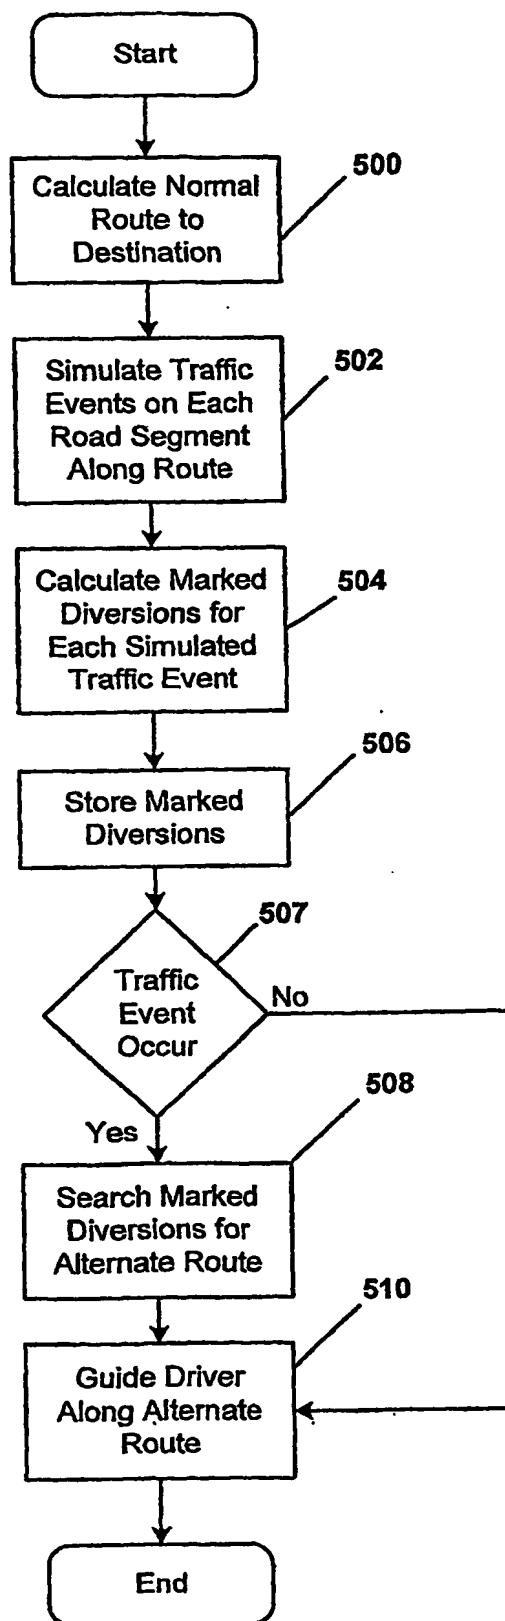 Start
500
Calculate Normal
Route to
Destination
502
Simulate Traffic
Events on Each
Road Segment
Along Route
504
Calculate Marked
Diversions for
Each Simulated
Traffic Event
506
Store Marked
Diversions
507
Traffic
Event
Occur
No
Yes
508
Search Marked
Diversions for
Alternate Route
510
Guide Driver
Along Alternate
Route
End